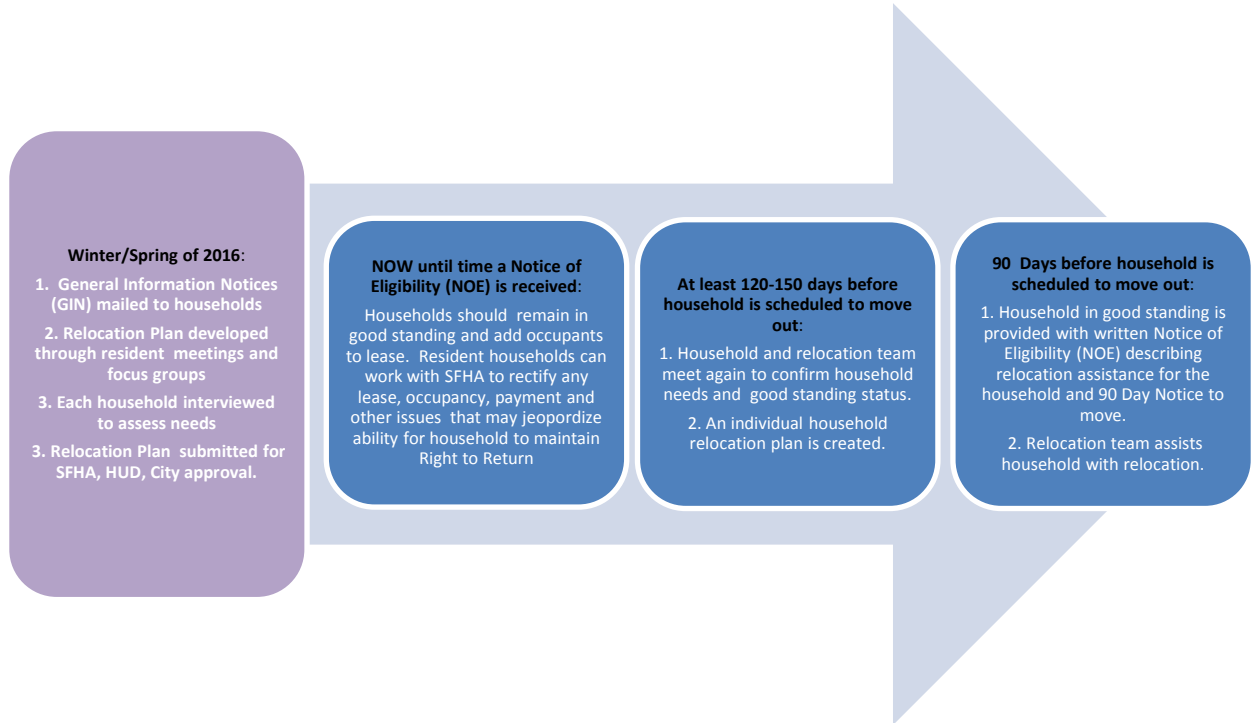 Winter/Spring of 2016:
1. General Information Notices
(GIN) mailed to households
2. Relocation Plan developed
through resident meetings and
focus groups
3. Each household interviewed
to assess needs
3. Relocation Plan submitted for
SFHA, HUD, City approval.
NOW until time a Notice of
Eligibility (NOE) is received:
Households should remain in
good standing and add occupants
to lease. Resident households can
work with SFHA to rectify any
lease, occupancy, payment and
other issues that may jeopordize
ability for household to maintain
Right to Return
At least 120-150 days before
household is scheduled to move
out:
1. Household and relocation team
meet again to confirm household
needs and good standing status.
2. An individual household
relocation plan is created.
90 Days before household is
scheduled to move out:
1. Household in good standing is
provided with written Notice of
Eligibility (NOE) describing
relocation assistance for the
household and 90 Day Notice to
move.
2. Relocation team assists
household with relocation.